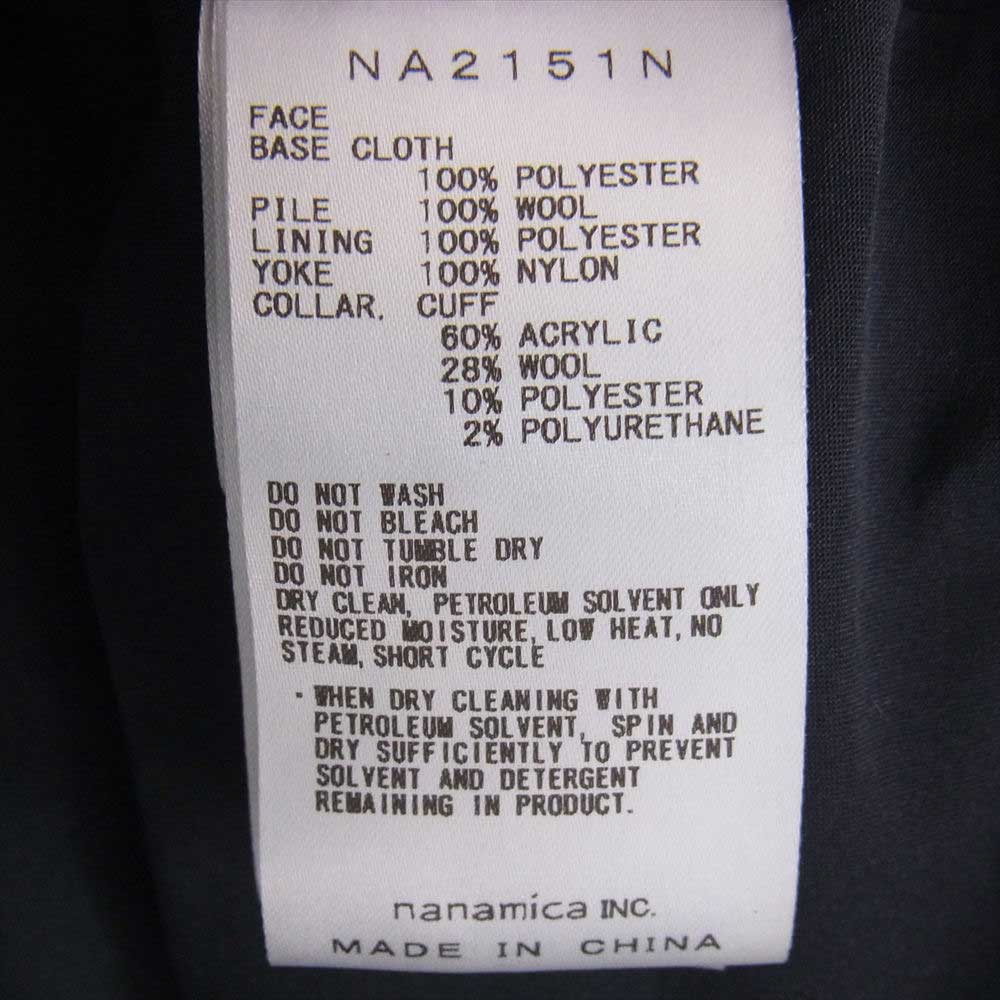 NA2151N
FACE
BASE CLOTH
100% POLYESTER
PILE 100% WOOL
LINING 100% POLYESTER
YOKE 100% NYLON
COLLAR. CUFF
60% ACRYLIC
28% WOOL
10% POLYESTER
2% POLYURETHANE
DO NOT WASH
DO NOT BLEACH
DO NOT TUMBLE DRY
DO NOT IRON
DRY CLEAN, PETROLEUM SOLVENT ONLY
REDUCED MOISTURE, LOW HEAT, NO
STEAM, SHORT CYCLE
・WHEN DRY CLEANING WITH
PETROLEUM SOLVENT, SPIN AND
DRY SUFFICIENTLY TO PREVENT
SOLVENT AND DETERGENT
REMAINING IN PRODUCT.
nanamica INC.
MADE IN CHINA